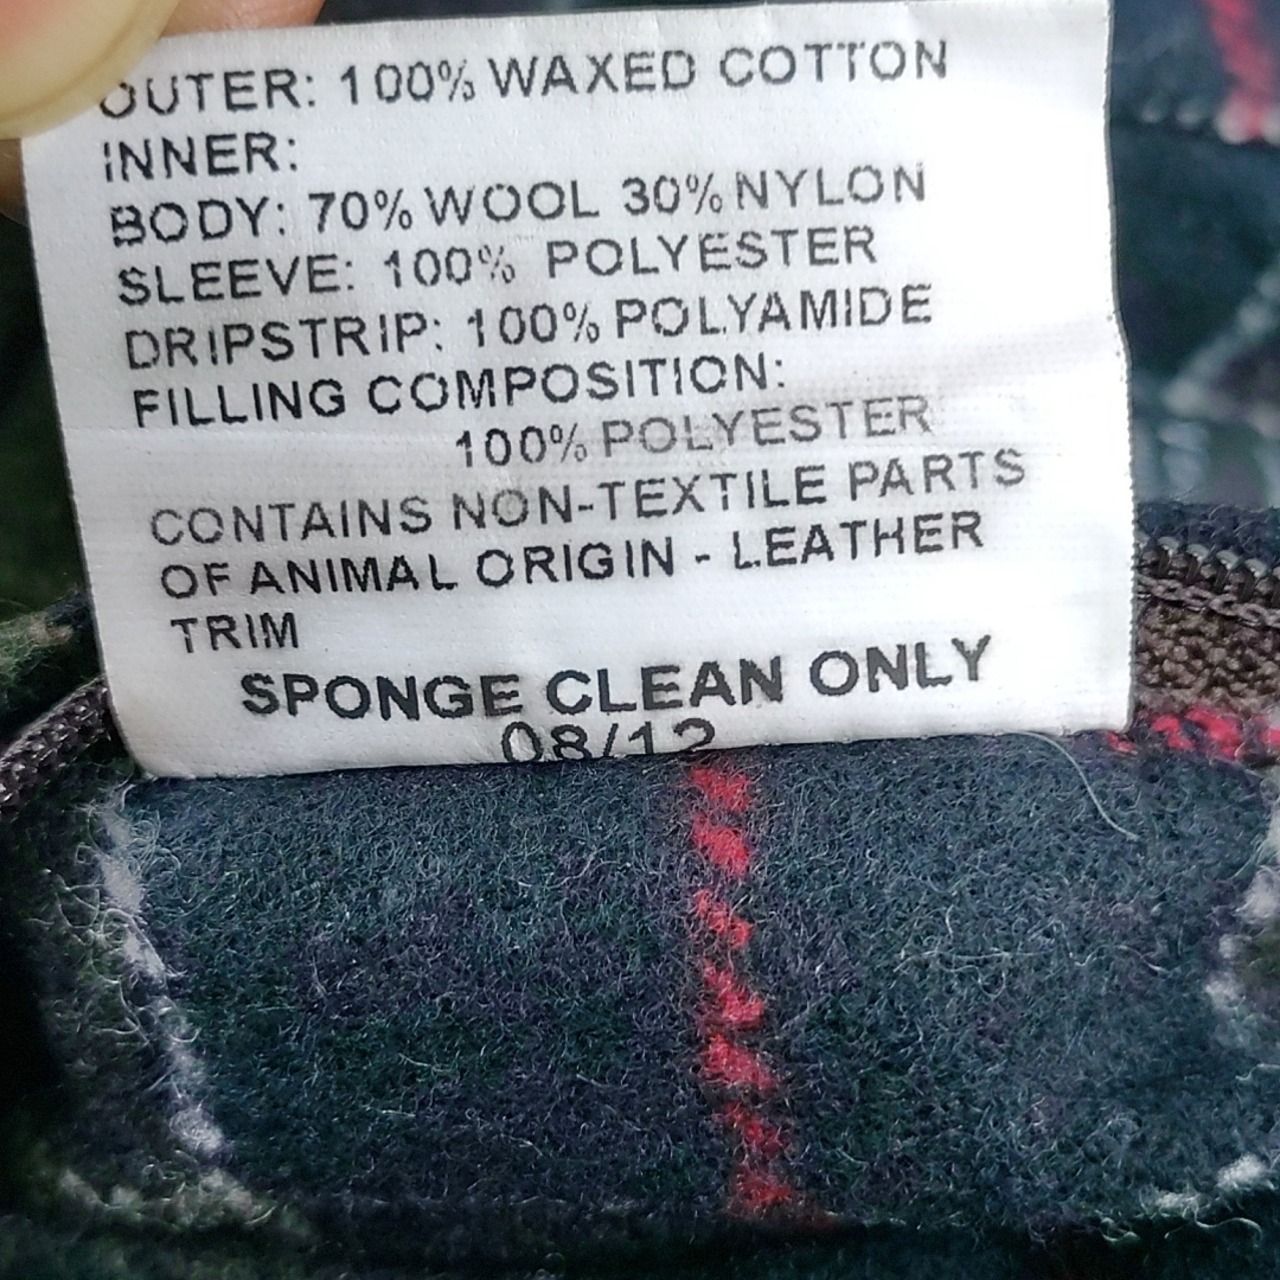 OUTER: 100% WAXED COTTON
INNER:
BODY: 70% WOOL 30% NYLON
SLEEVE: 100% POLYESTER
DRIPSTRIP: 100% POLYAMIDE
FILLING COMPOSITION:
100% POLYESTER
CONTAINS NON-TEXTILE PARTS
OF ANIMAL ORIGIN - LEATHER
TRIM
SPONGE CLEAN ONLY
08/12